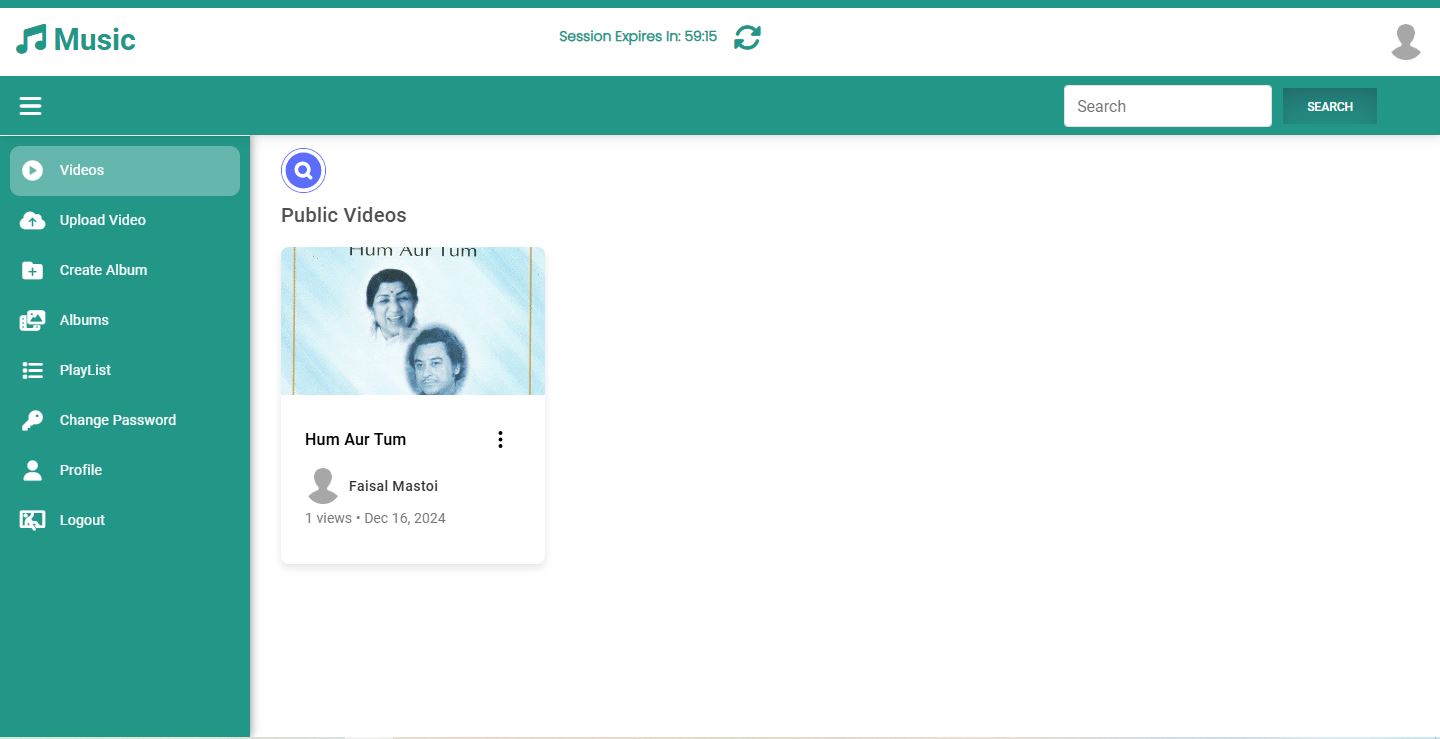 Music
Session Expires In: 59:15
Search
SEARCH
Videos
Upload Video
Create Album
Albums
PlayList
Change Password
Profile
Logout
Public Videos
Hum Aur Tum
Hum Aur Tum
Faisal Mastoi
1 views • Dec 16, 2024